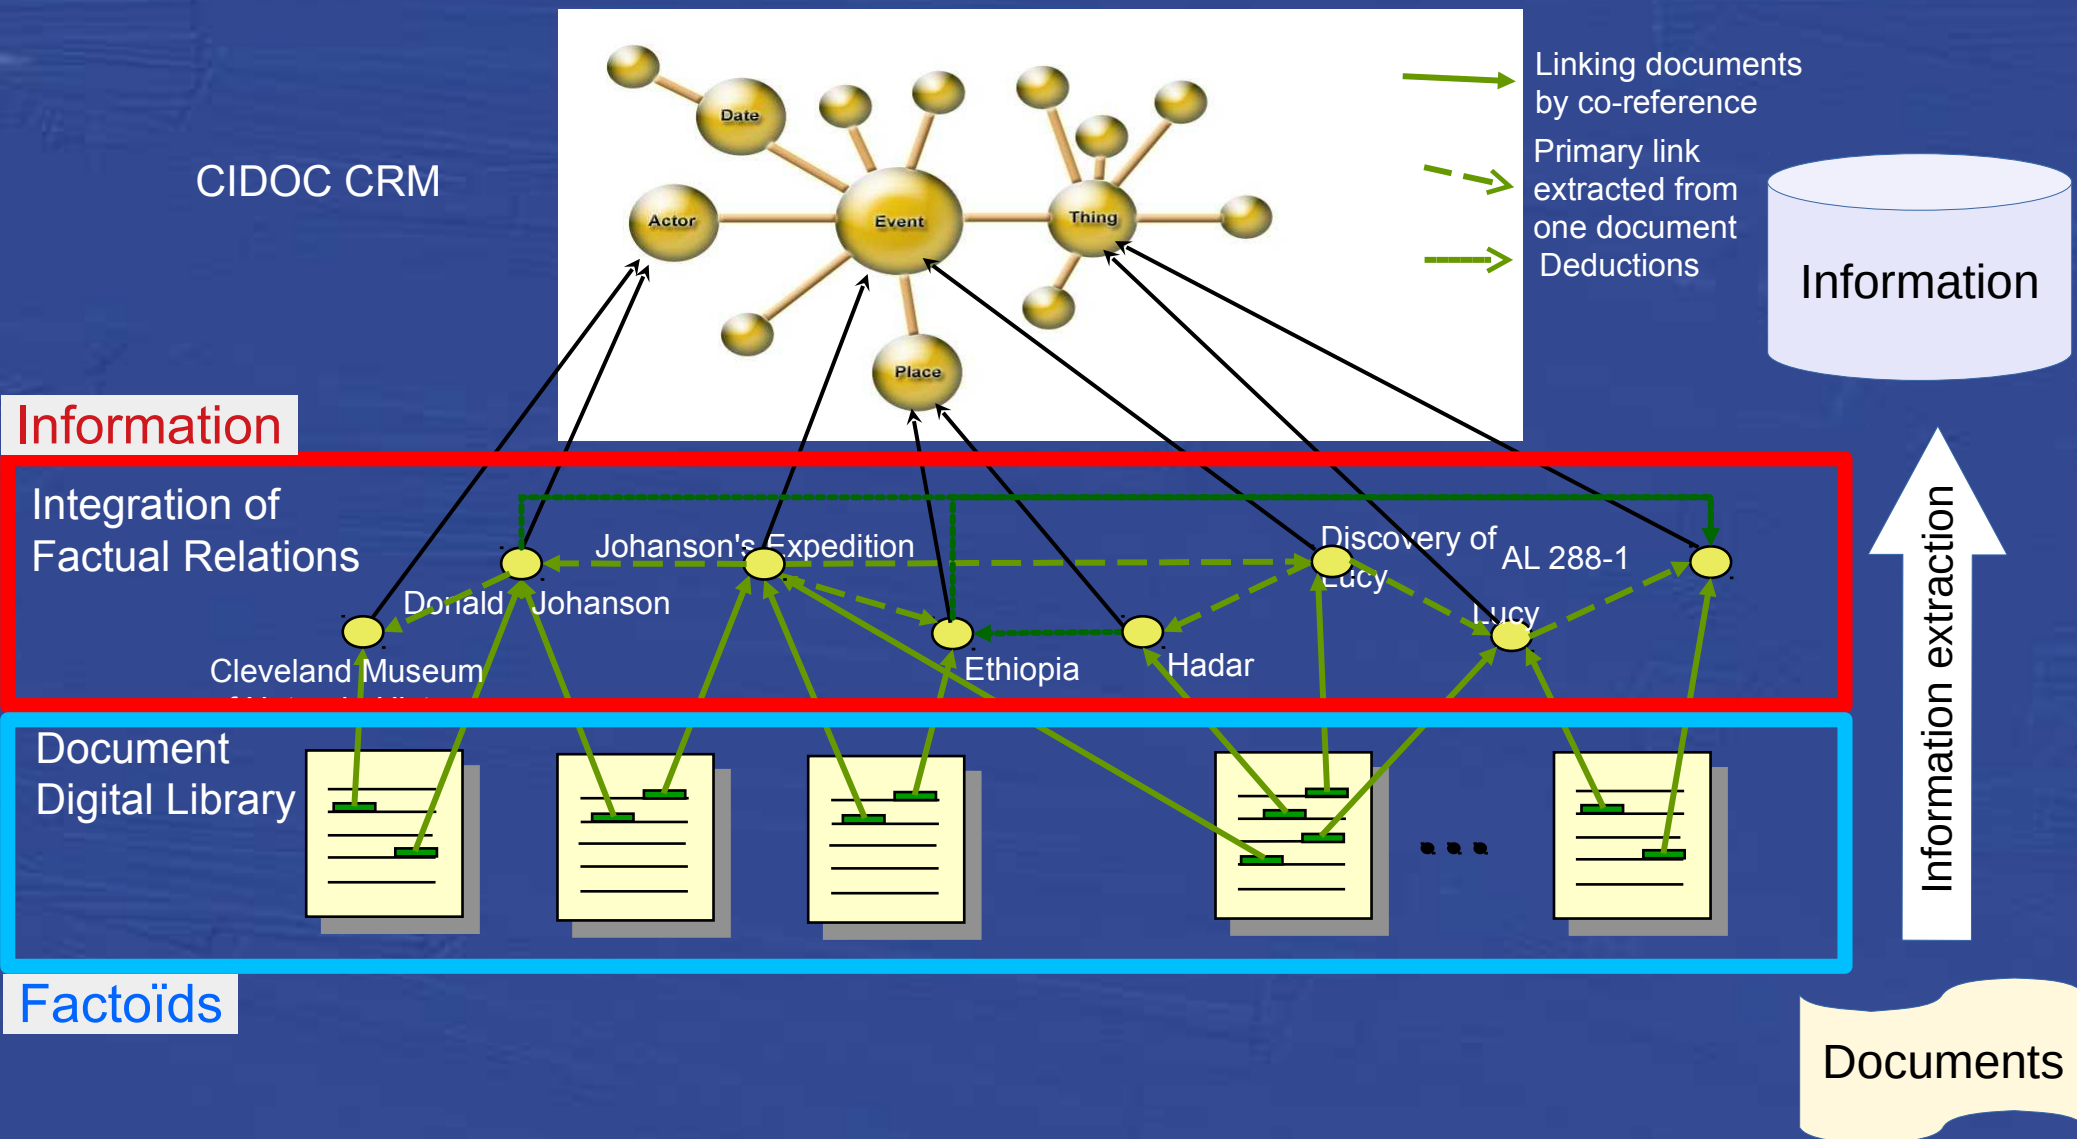 CIDOC CRM
Date
Actor
Event
Thing
Place
Linking documents
by co-reference
Primary link
extracted from
one document
Deductions
Information
Information
Integration of
Factual Relations
Johanson's Expedition
Discovery of
Lucy
AL 288-1
Donald Johanson
Lucy
Cleveland Museum
Ethiopia
Hadar
Information extraction
Document
Digital Library
Factoïds
Documents